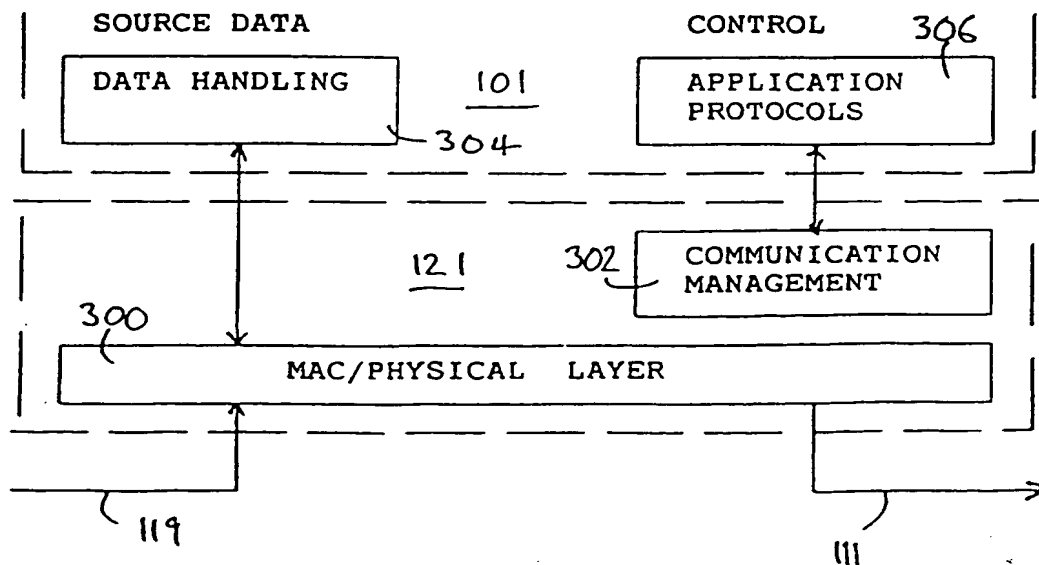 SOURCE DATA
CONTROL
306
DATA HANDLING
101
APPLICATION
PROTOCOLS
304
121
302
COMMUNICATION
MANAGEMENT
300
MAC/PHYSICAL LAYER
119
111